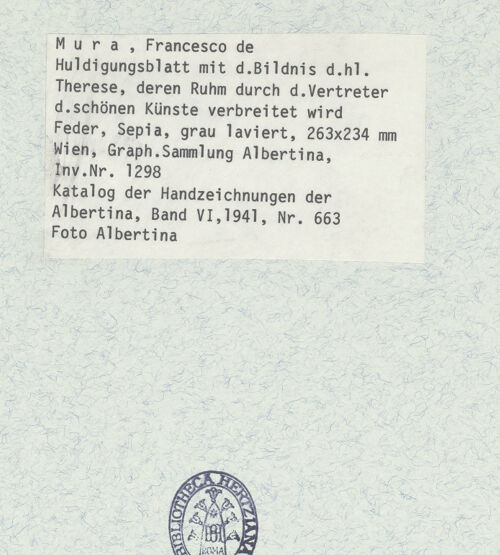 M u r a , Francesco de
Huldigungsblatt mit d.Bildnis d.hl.
Therese, deren Ruhm durch d.Vertreter
d.schönen Künste verbreitet wird
Feder, Sepia, grau laviert, 263x234 mm
Wien, Graph.Sammlung Albertina,
Inv.Nr. 1298
Katalog der Handzeichnungen der
Albertina, Band VI,1941, Nr. 663
Foto Albertina
BIBLIOTHECA HERTZIANA
ROMA